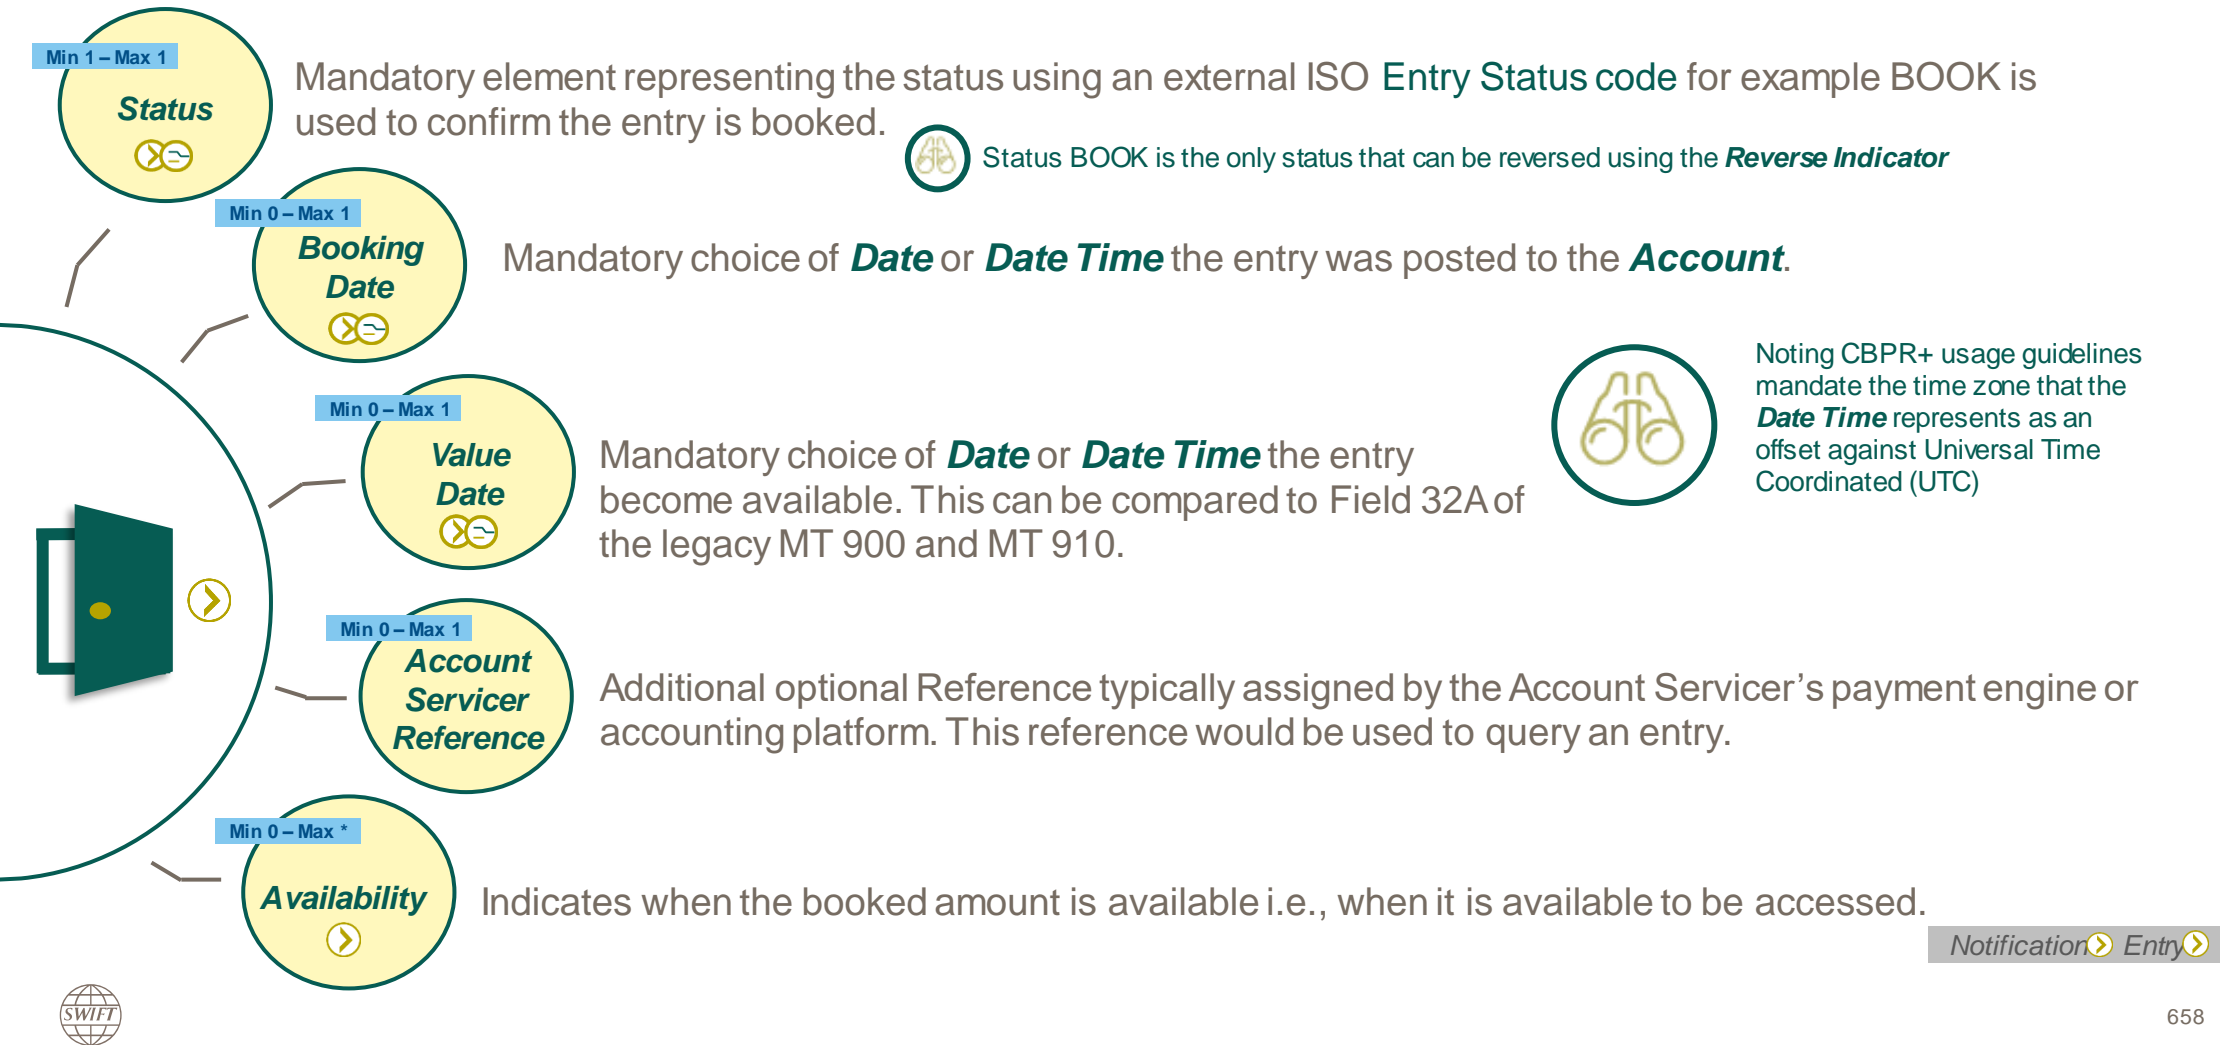 Min 1 – Max 1
Status
Mandatory element representing the status using an external ISO Entry Status code for example BOOK is
used to confirm the entry is booked.
Status BOOK is the only status that can be reversed using the Reverse Indicator
Min 0 – Max 1
Booking
Date
Mandatory choice of Date or Date Time the entry was posted to the Account.
Min 0 – Max 1
Value
Date
Mandatory choice of Date or Date Time the entry
become available. This can be compared to Field 32A of
the legacy MT 900 and MT 910.
Noting CBPR+ usage guidelines
mandate the time zone that the
Date Time represents as an
offset against Universal Time
Coordinated (UTC)
Min 0 – Max 1
Account
Servicer
Reference
Additional optional Reference typically assigned by the Account Servicer’s payment engine or
accounting platform. This reference would be used to query an entry.
Min 0 – Max *
Availability
Indicates when the booked amount is available i.e., when it is available to be accessed.
Notification Entry
SWIFT
658